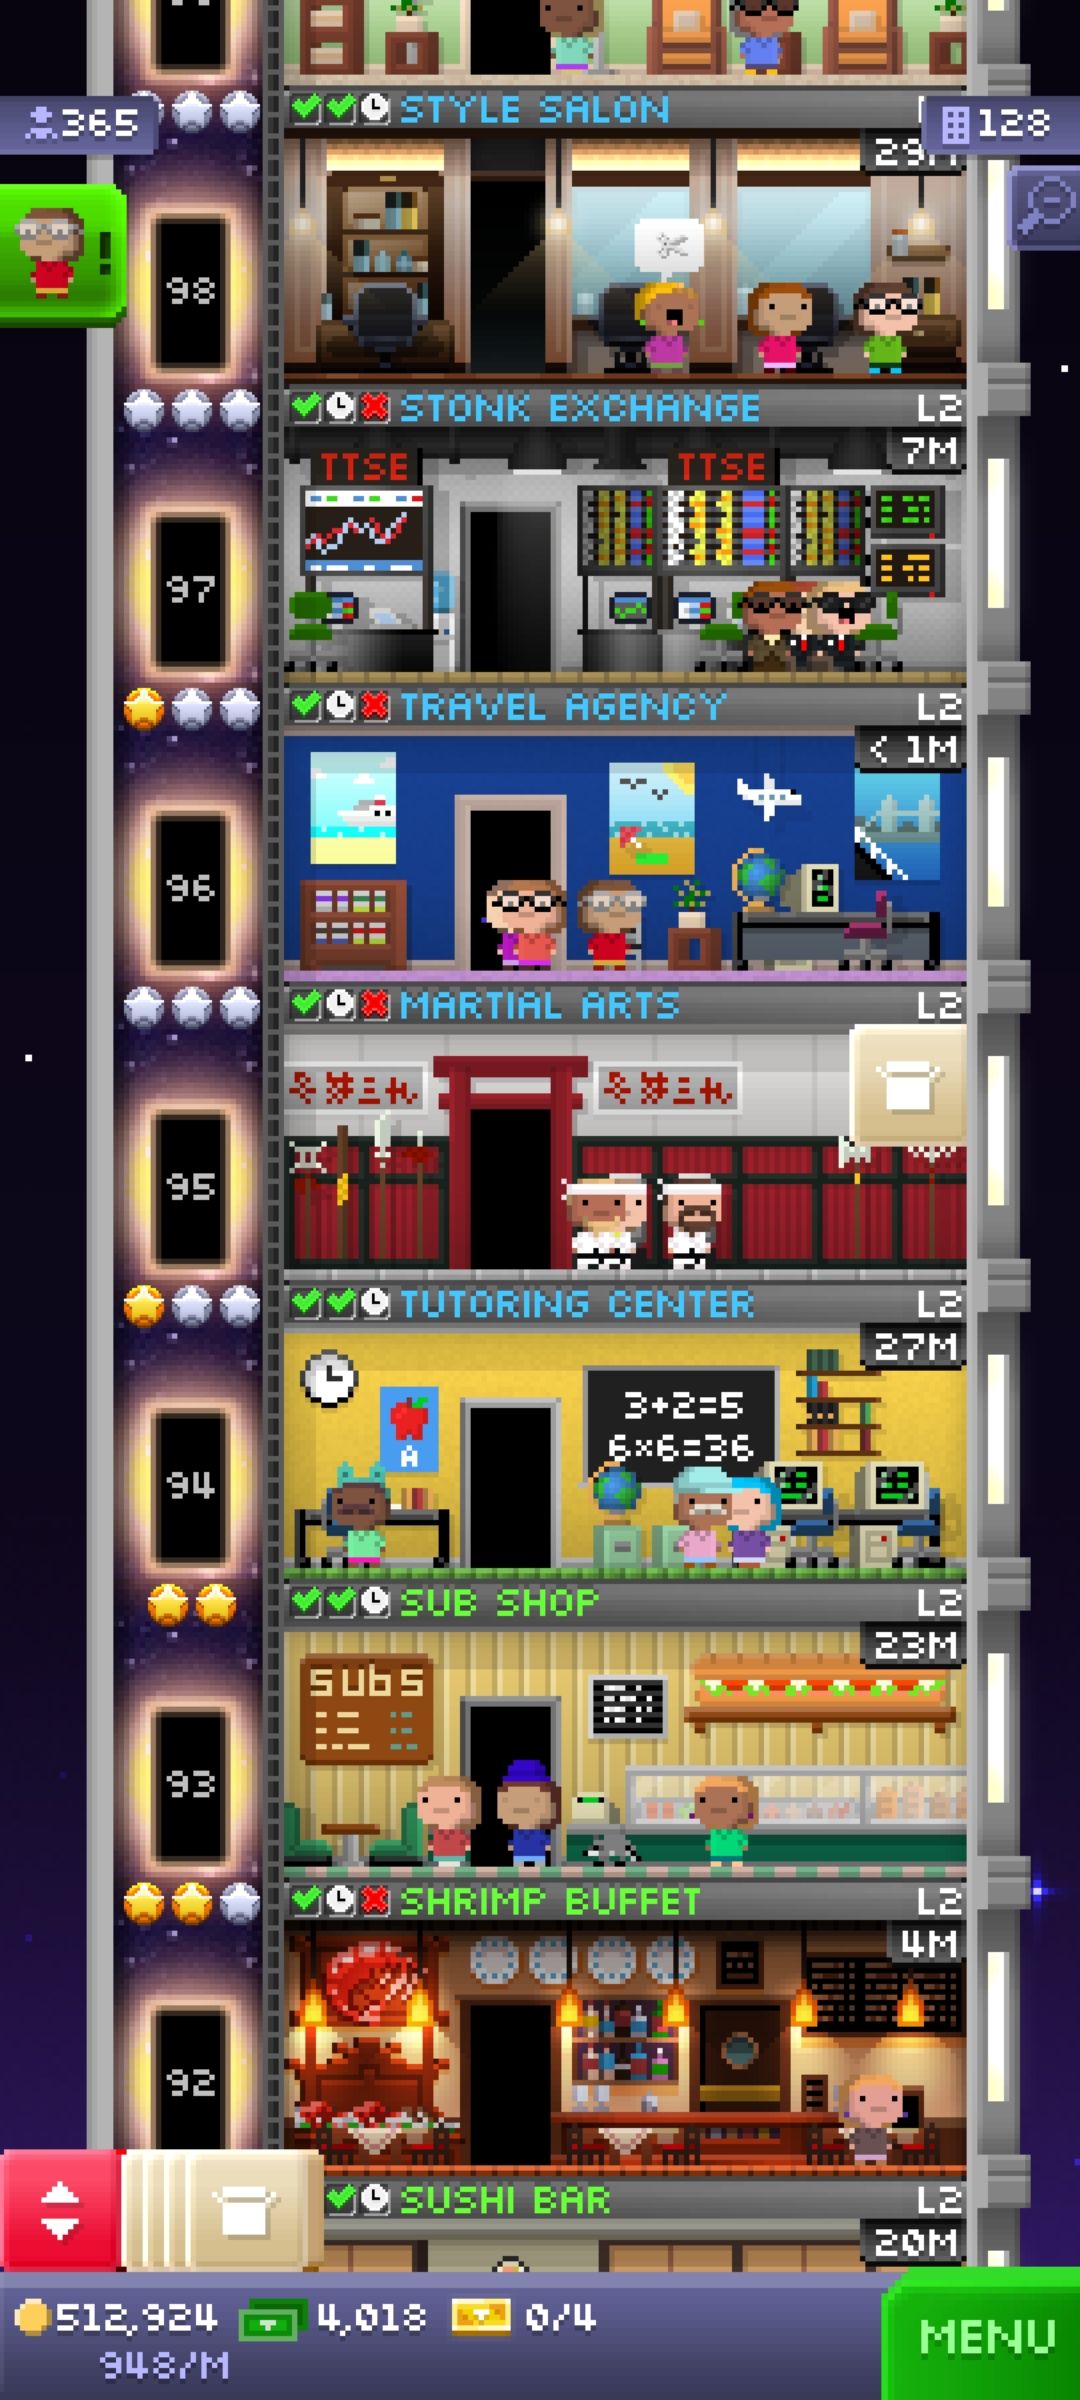 STYLE SALON
365
128
29M
98
STONK EXCHANGE L2
7M
TTSE TTSE
97
TRAVEL AGENCY L2
< 1M
96
MARTIAL ARTS L2
95
TUTORING CENTER L2
27M
3+2=5
6×6=36
A
94
SUB SHOP L2
23M
SUBS
93
SHRIMP BUFFET L2
4M
92
SUSHI BAR L2
20M
512,924 4,018 0/4
948/M
MENU